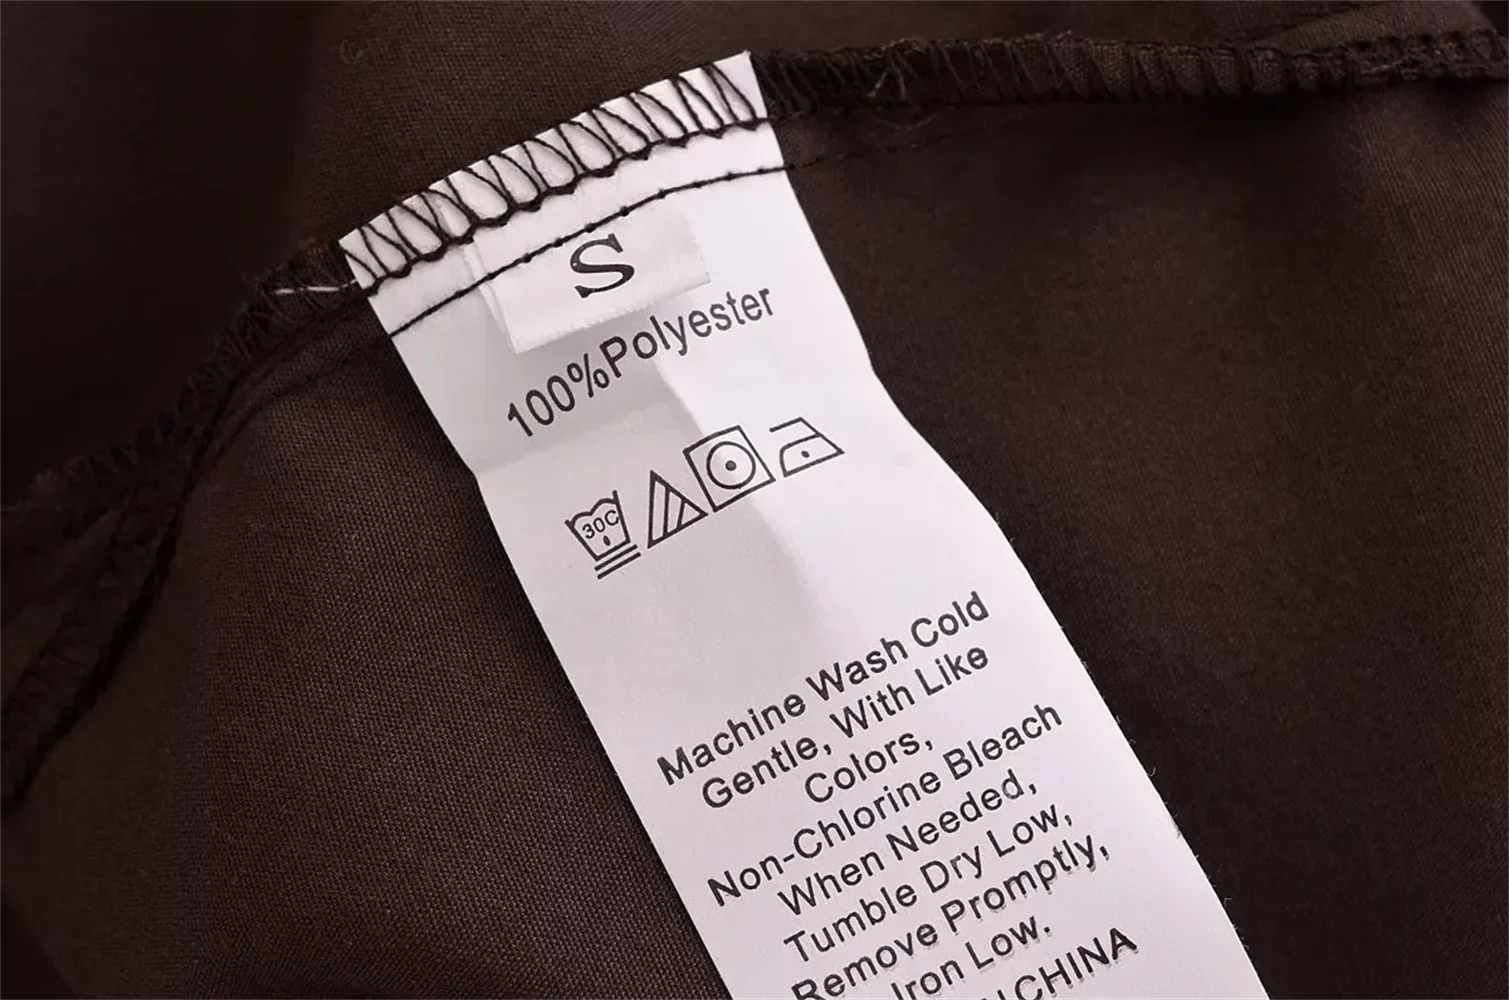 S
100%Polyester
30C
Machine Wash Cold
Gentle, With Like
Colors,
Non-Chlorine Bleach
When Needed,
Tumble Dry Low,
Remove Promptly,
Iron Low.
CHINA